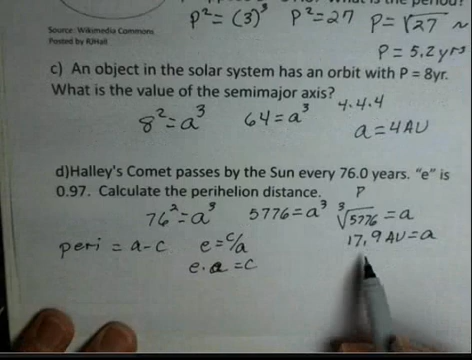 P² = (3)³ P² = 27 P = √27 ~
Source: Wikimedia Commons
Posted by RJHall
P = 5.2 yrs
c) An object in the solar system has an orbit with P = 8yr.
What is the value of the semimajor axis?
8² = a³ 64 = a³ 4.4.4
a = 4 AU
d)Halley's Comet passes by the Sun every 76.0 years. "e" is
0.97. Calculate the perihelion distance. P
76² = a³ 5776 = a³ ³√5776 = a
peri = a-c e = c/a 17.9 AU = a
e.a = c